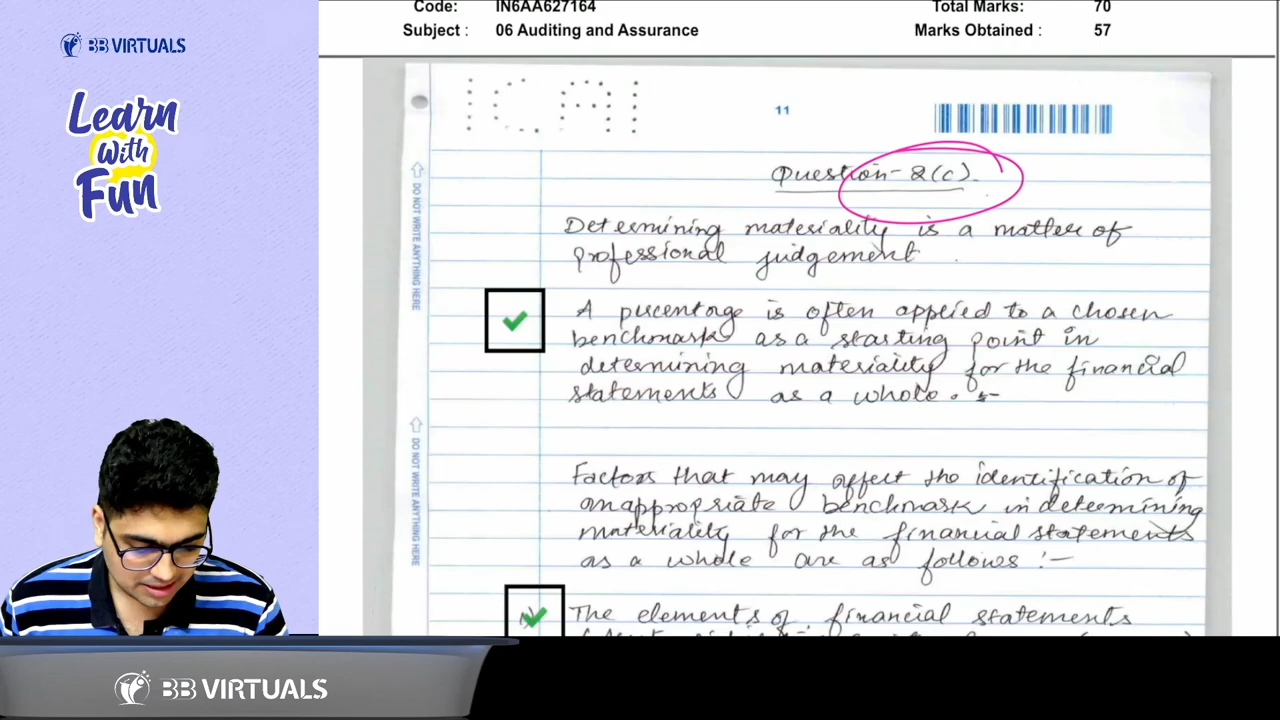 Code: IN6AA627164 Total Marks: 70
Subject : 06 Auditing and Assurance Marks Obtained : 57
BB VIRTUALS
Learn
With
Fun
ICAI
11
Question- 2(c).
DO NOT WRITE ANYTHING HERE
Determining materiality is a matter of
professional judgement.
A percentage is often applied to a chosen
benchmark as a starting point in
determining materiality for the financial
statements as a whole. :-
DO NOT WRITE ANYTHING HERE
Factors that may affect the identification of
an appropriate benchmark in determining
materiality for the financial statements
as a whole are as follows :-
The elements of financial statements
BB VIRTUALS